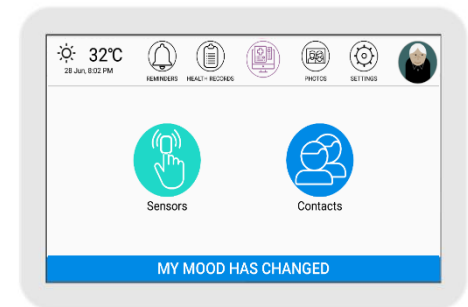 32°C
28 Jun, 8:02 PM
REMINDERS
HEALTH RECORDS
PHOTOS
SETTINGS
Sensors
Contacts
MY MOOD HAS CHANGED